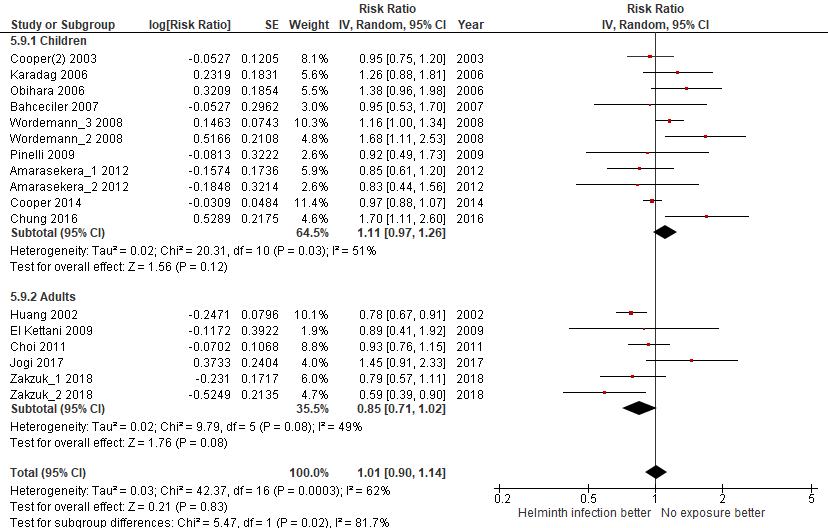 Risk Ratio Risk Ratio
Study or Subgroup log[Risk Ratio] SE Weight IV, Random, 95% CI Year IV, Random, 95% CI
5.9.1 Children
Cooper(2) 2003 -0.0527 0.1205 8.1% 0.95 [0.75, 1.20] 2003
Karadag 2006 0.2319 0.1831 5.6% 1.26 [0.88, 1.81] 2006
Obihara 2006 0.3209 0.1854 5.5% 1.38 [0.96, 1.98] 2006
Bahceciler 2007 -0.0527 0.2962 3.0% 0.95 [0.53, 1.70] 2007
Wordemann_3 2008 0.1463 0.0743 10.3% 1.16 [1.00, 1.34] 2008
Wordemann_2 2008 0.5166 0.2108 4.8% 1.68 [1.11, 2.53] 2008
Pinelli 2009 -0.0813 0.3222 2.6% 0.92 [0.49, 1.73] 2009
Amarasekera_1 2012 -0.1574 0.1736 5.9% 0.85 [0.61, 1.20] 2012
Amarasekera_2 2012 -0.1848 0.3214 2.6% 0.83 [0.44, 1.56] 2012
Cooper 2014 -0.0309 0.0484 11.4% 0.97 [0.88, 1.07] 2014
Chung 2016 0.5289 0.2175 4.6% 1.70 [1.11, 2.60] 2016
Subtotal (95% CI) 64.5% 1.11 [0.97, 1.26]
Heterogeneity: Tau² = 0.02; Chi² = 20.31, df = 10 (P = 0.03); I² = 51%
Test for overall effect: Z = 1.56 (P = 0.12)
5.9.2 Adults
Huang 2002 -0.2471 0.0796 10.1% 0.78 [0.67, 0.91] 2002
El Kettani 2009 -0.1172 0.3922 1.9% 0.89 [0.41, 1.92] 2009
Choi 2011 -0.0702 0.1068 8.8% 0.93 [0.76, 1.15] 2011
Jogi 2017 0.3733 0.2404 4.0% 1.45 [0.91, 2.33] 2017
Zakzuk_1 2018 -0.231 0.1717 6.0% 0.79 [0.57, 1.11] 2018
Zakzuk_2 2018 -0.5249 0.2135 4.7% 0.59 [0.39, 0.90] 2018
Subtotal (95% CI) 35.5% 0.85 [0.71, 1.02]
Heterogeneity: Tau² = 0.02; Chi² = 9.79, df = 5 (P = 0.08); I² = 49%
Test for overall effect: Z = 1.76 (P = 0.08)
Total (95% CI) 100.0% 1.01 [0.90, 1.14]
Heterogeneity: Tau² = 0.03; Chi² = 42.37, df = 16 (P = 0.0003); I² = 62%
Test for overall effect: Z = 0.21 (P = 0.83)
Test for subgroup differences: Chi² = 5.47, df = 1 (P = 0.02), I² = 81.7%
0.2 0.5 1 2 5
Helminth infection better No exposure better